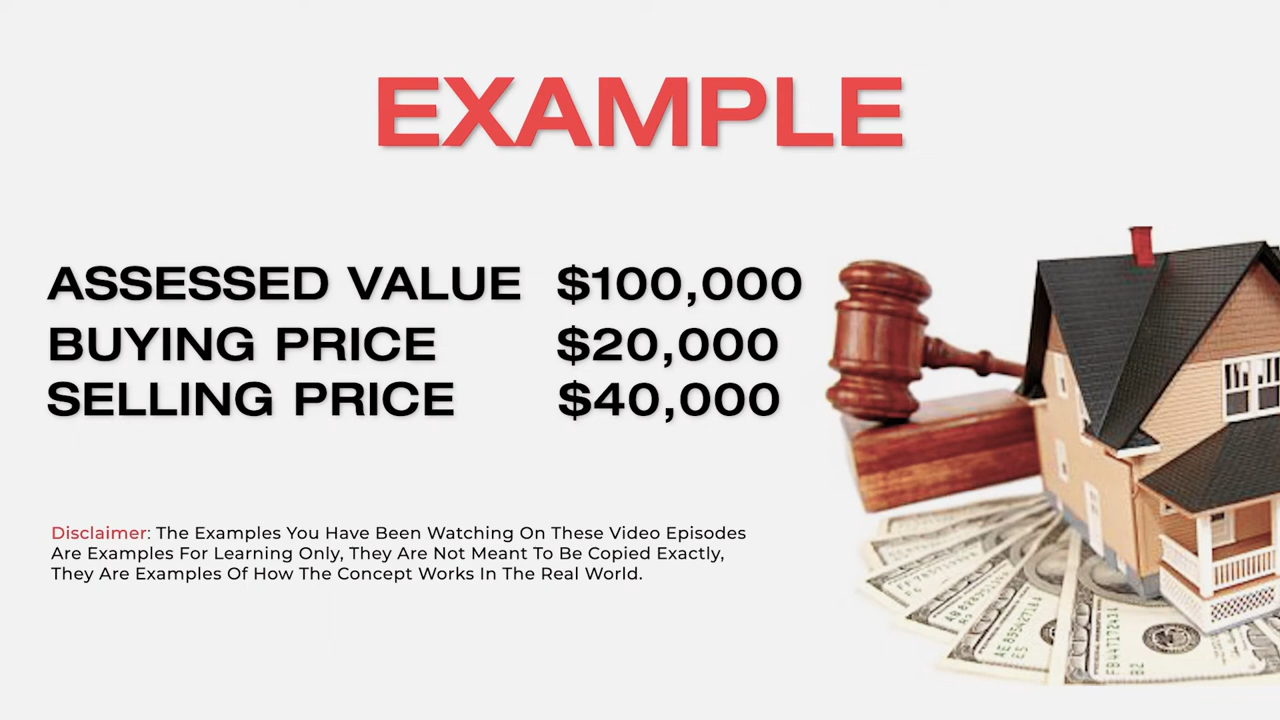 EXAMPLE
ASSESSED VALUE $100,000
BUYING PRICE $20,000
SELLING PRICE $40,000
Disclaimer: The Examples You Have Been Watching On These Video Episodes
Are Examples For Learning Only, They Are Not Meant To Be Copied Exactly,
They Are Examples Of How The Concept Works In The Real World.